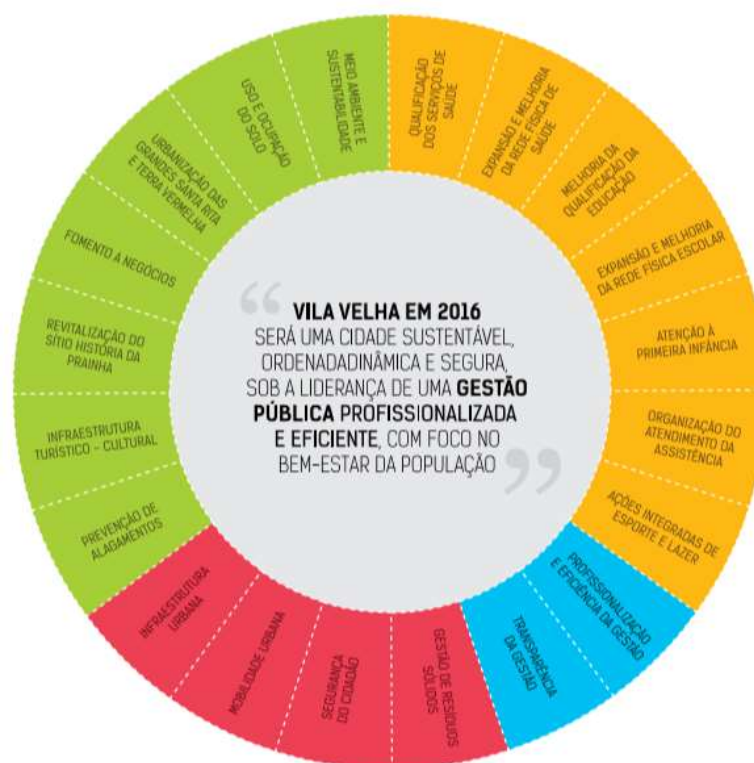 MEIO AMBIENTE E
SUSTENTABILIDADE
QUALIFICAÇÃO
DOS SERVIÇOS DE
SAÚDE
EXPANSÃO E MELHORIA
DA REDE FÍSICA DE
SAÚDE
MELHORIA DA
QUALIFICAÇÃO DA
EDUCAÇÃO
EXPANSÃO E MELHORIA
DA REDE FÍSICA ESCOLAR
ATENÇÃO À
PRIMEIRA INFÂNCIA
ORGANIZAÇÃO DO
ATENDIMENTO DA
ASSISTÊNCIA
AÇÕES INTEGRADAS DE
ESPORTE E LAZER
PROFISSIONALIZAÇÃO
E EFICIÊNCIA DA GESTÃO
TRANSPARÊNCIA
DA GESTÃO
GESTÃO DE RESÍDUOS
SÓLIDOS
SEGURANÇA
DO CIDADÃO
MOBILIDADE URBANA
INFRAESTRUTURA
URBANA
PREVENÇÃO DE
ALAGAMENTOS
INFRAESTRUTURA
TURÍSTICO - CULTURAL
REVITALIZAÇÃO DO
SÍTIO HISTÓRIA DA
PRAINHA
FOMENTO A NEGÓCIOS
URBANIZAÇÃO DAS
GRANDES SANTA RITA
E TERRA VERMELHA
USO E OCUPAÇÃO
DO SOLO
“ VILA VELHA EM 2016
SERÁ UMA CIDADE SUSTENTÁVEL,
ORDENADADINÂMICA E SEGURA,
SOB A LIDERANÇA DE UMA GESTÃO
PÚBLICA PROFISSIONALIZADA
E EFICIENTE, COM FOCO NO
BEM-ESTAR DA POPULAÇÃO ”